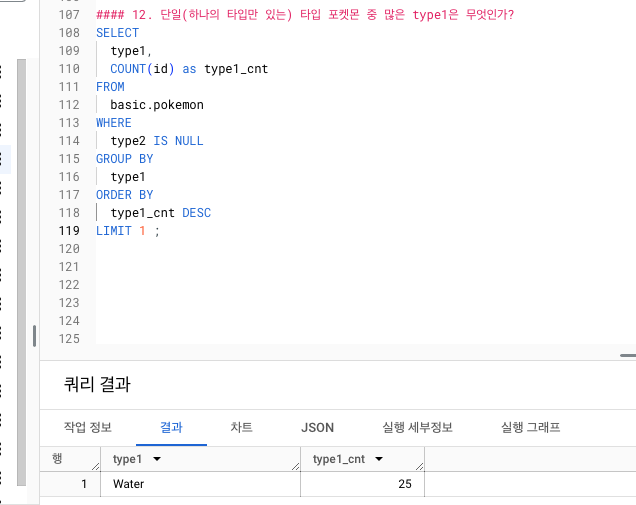 107 #### 12. 단일(하나의 타입만 있는) 타입 포켓몬 중 많은 type1은 무엇인가?
108 SELECT
109 type1,
110 COUNT(id) as type1_cnt
111 FROM
112 basic.pokemon
113 WHERE
114 type2 IS NULL
115 GROUP BY
116 type1
117 ORDER BY
118 type1_cnt DESC
119 LIMIT 1 ;
120
121
122
123
124
125
쿼리 결과
작업 정보 결과 차트 JSON 실행 세부정보 실행 그래프
행 type1 type1_cnt
1 Water 25